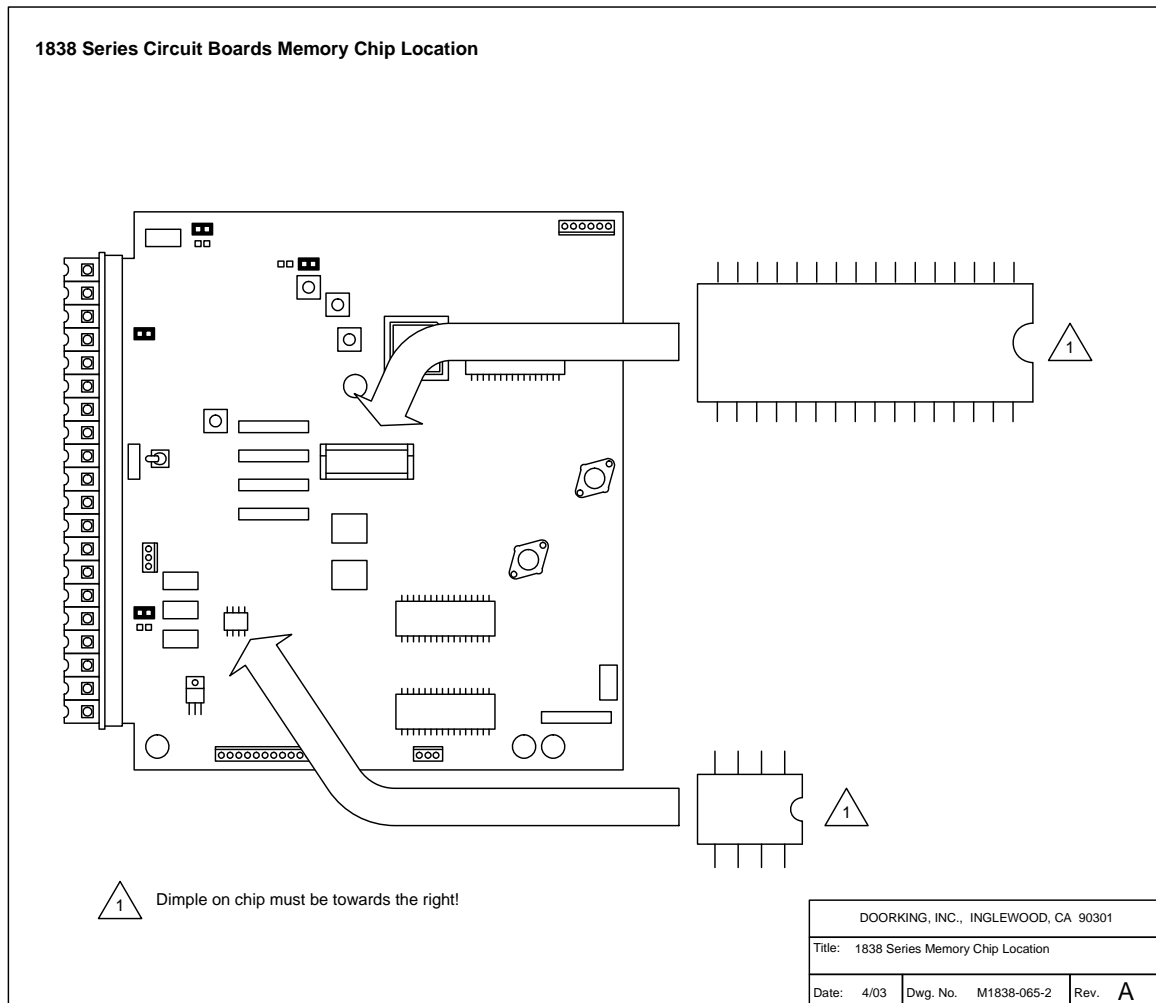 1838 Series Circuit Boards Memory Chip Location
1
1
1 Dimple on chip must be towards the right!
DOORKING, INC., INGLEWOOD, CA 90301
Title: 1838 Series Memory Chip Location
Date: 4/03 Dwg. No. M1838-065-2 Rev. A